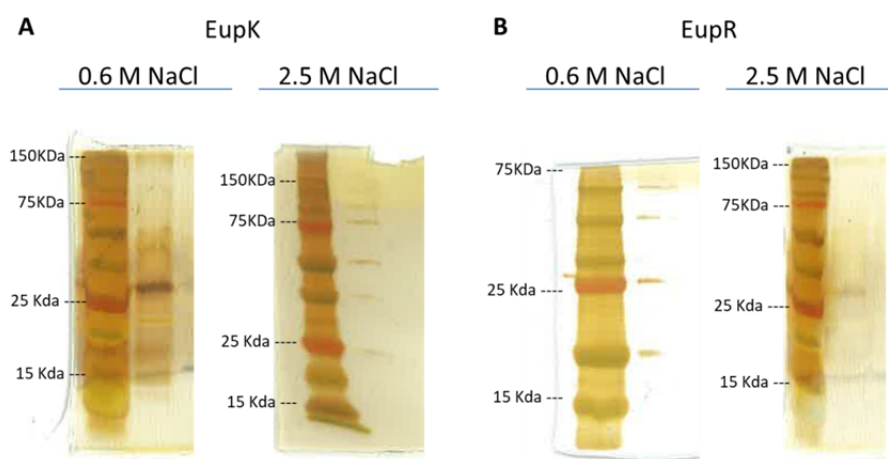 A
EupK
B
EupR
0.6 M NaCl
2.5 M NaCl
0.6 M NaCl
2.5 M NaCl
150KDa
75KDa
25 Kda
15 Kda
150KDa
75KDa
25 Kda
15 Kda
75KDa
25 Kda
15 Kda
150KDa
75KDa
25 Kda
15 Kda